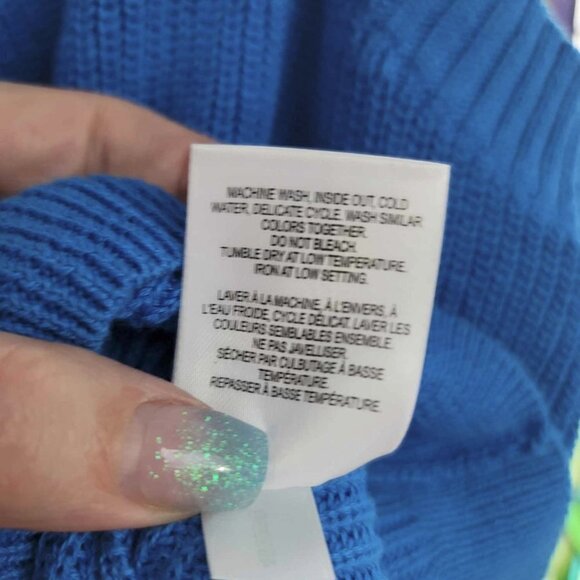 MACHINE WASH, INSIDE OUT, COLD
WATER, DELICATE CYCLE. WASH SIMILAR
COLORS TOGETHER.
DO NOT BLEACH.
TUMBLE DRY AT LOW TEMPERATURE.
IRON AT LOW SETTING.
LAVER À LA MACHINE, À L'ENVERS, À
L'EAU FROIDE, CYCLE DÉLICAT. LAVER LES
COULEURS SEMBLABLES ENSEMBLE.
NE PAS JAVELLISER.
SÉCHER PAR CULBUTAGE À BASSE
TEMPÉRATURE.
REPASSER À BASSE TEMPÉRATURE.